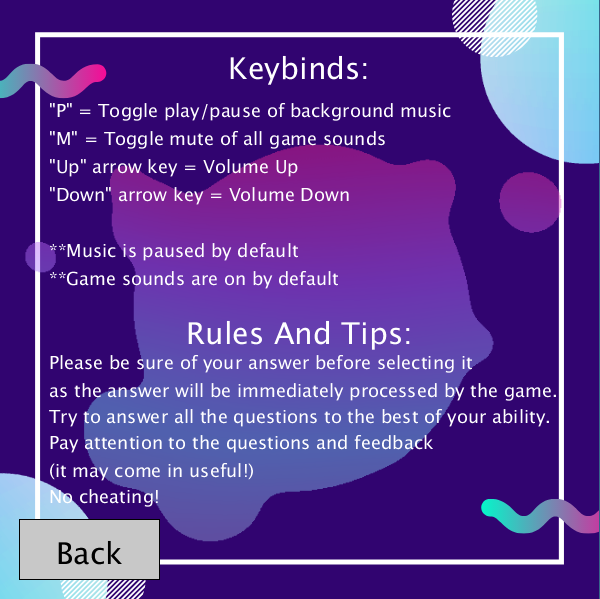 Keybinds:
"P" = Toggle play/pause of background music
"M" = Toggle mute of all game sounds
"Up" arrow key = Volume Up
"Down" arrow key = Volume Down
**Music is paused by default
**Game sounds are on by default
Rules And Tips:
Please be sure of your answer before selecting it
as the answer will be immediately processed by the game.
Try to answer all the questions to the best of your ability.
Pay attention to the questions and feedback
(it may come in useful!)
No cheating!
Back